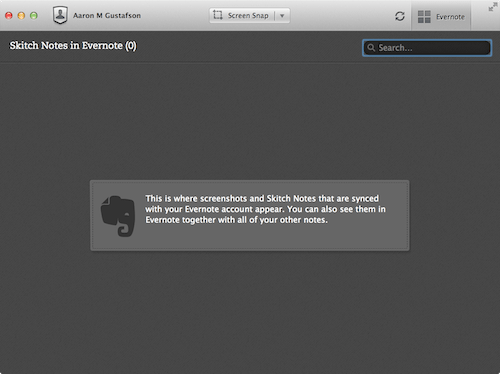 Aaron M Gustafson
Screen Snap
Evernote
Skitch Notes in Evernote (0)
Search...
This is where screenshots and Skitch Notes that are synced
with your Evernote account appear. You can also see them in
Evernote together with all of your other notes.